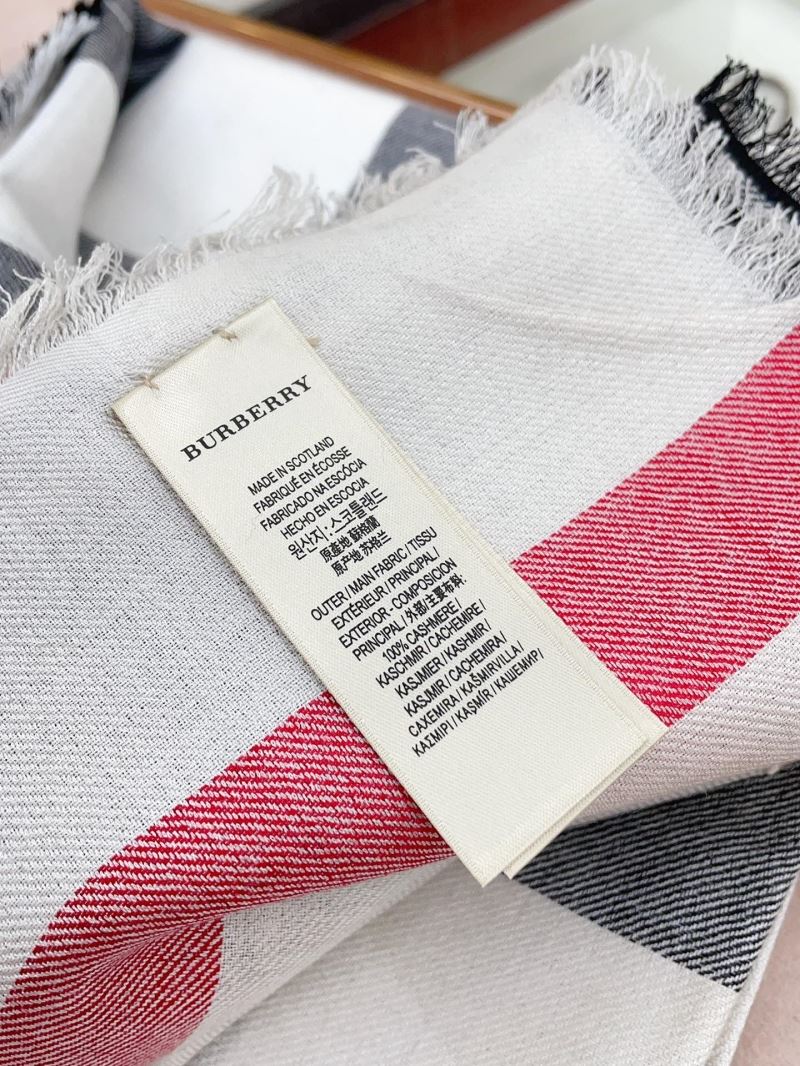 BURBERRY
MADE IN SCOTLAND
FABRIQUÉ EN ÉCOSSE
FABRICADO NA ESCÓCIA
HECHO EN ESCOCIA
원산지 : 스코틀랜드
原產地 蘇格蘭
原产地 苏格兰
OUTER / MAIN FABRIC / TISSU
EXTÉRIEUR / PRINCIPAL /
EXTERIOR - COMPOSICION
PRINCIPAL / 外部/主要布料:
100% CASHMERE /
KASCHMIR / CACHEMIRE /
KASJMIER / KASHMIR /
KASJMIR / CACHEMIRA /
CAXEMIRA / KAŠMIRVILLA /
ΚΑΣΜΙΡΙ / KAŞMİR / КАШЕМИР/